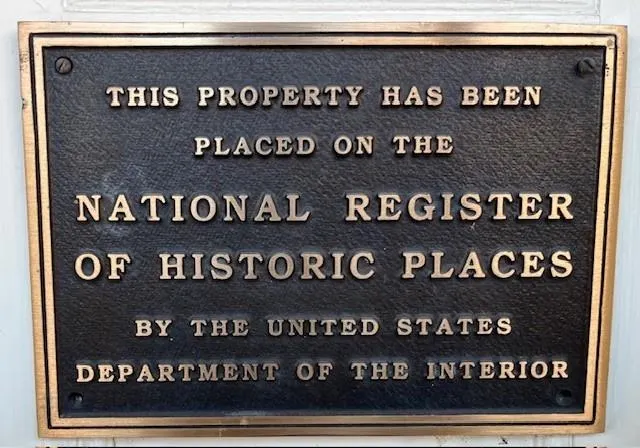 THIS PROPERTY HAS BEEN
PLACED ON THE
NATIONAL REGISTER
OF HISTORIC PLACES
BY THE UNITED STATES
DEPARTMENT OF THE INTERIOR